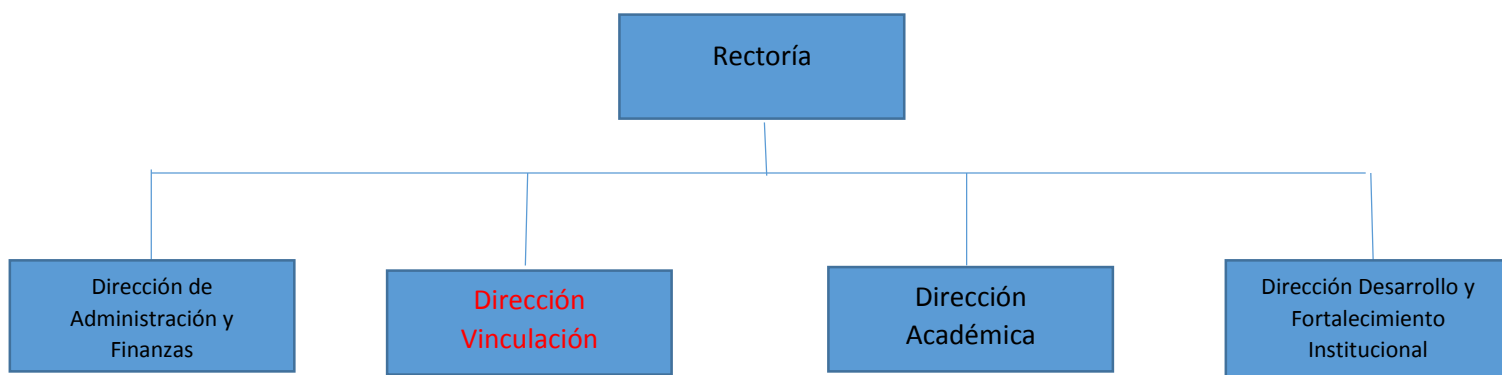 Rectoría
Dirección de
Administración y
Finanzas
Dirección
Vinculación
Dirección
Académica
Dirección Desarrollo y
Fortalecimiento
Institucional